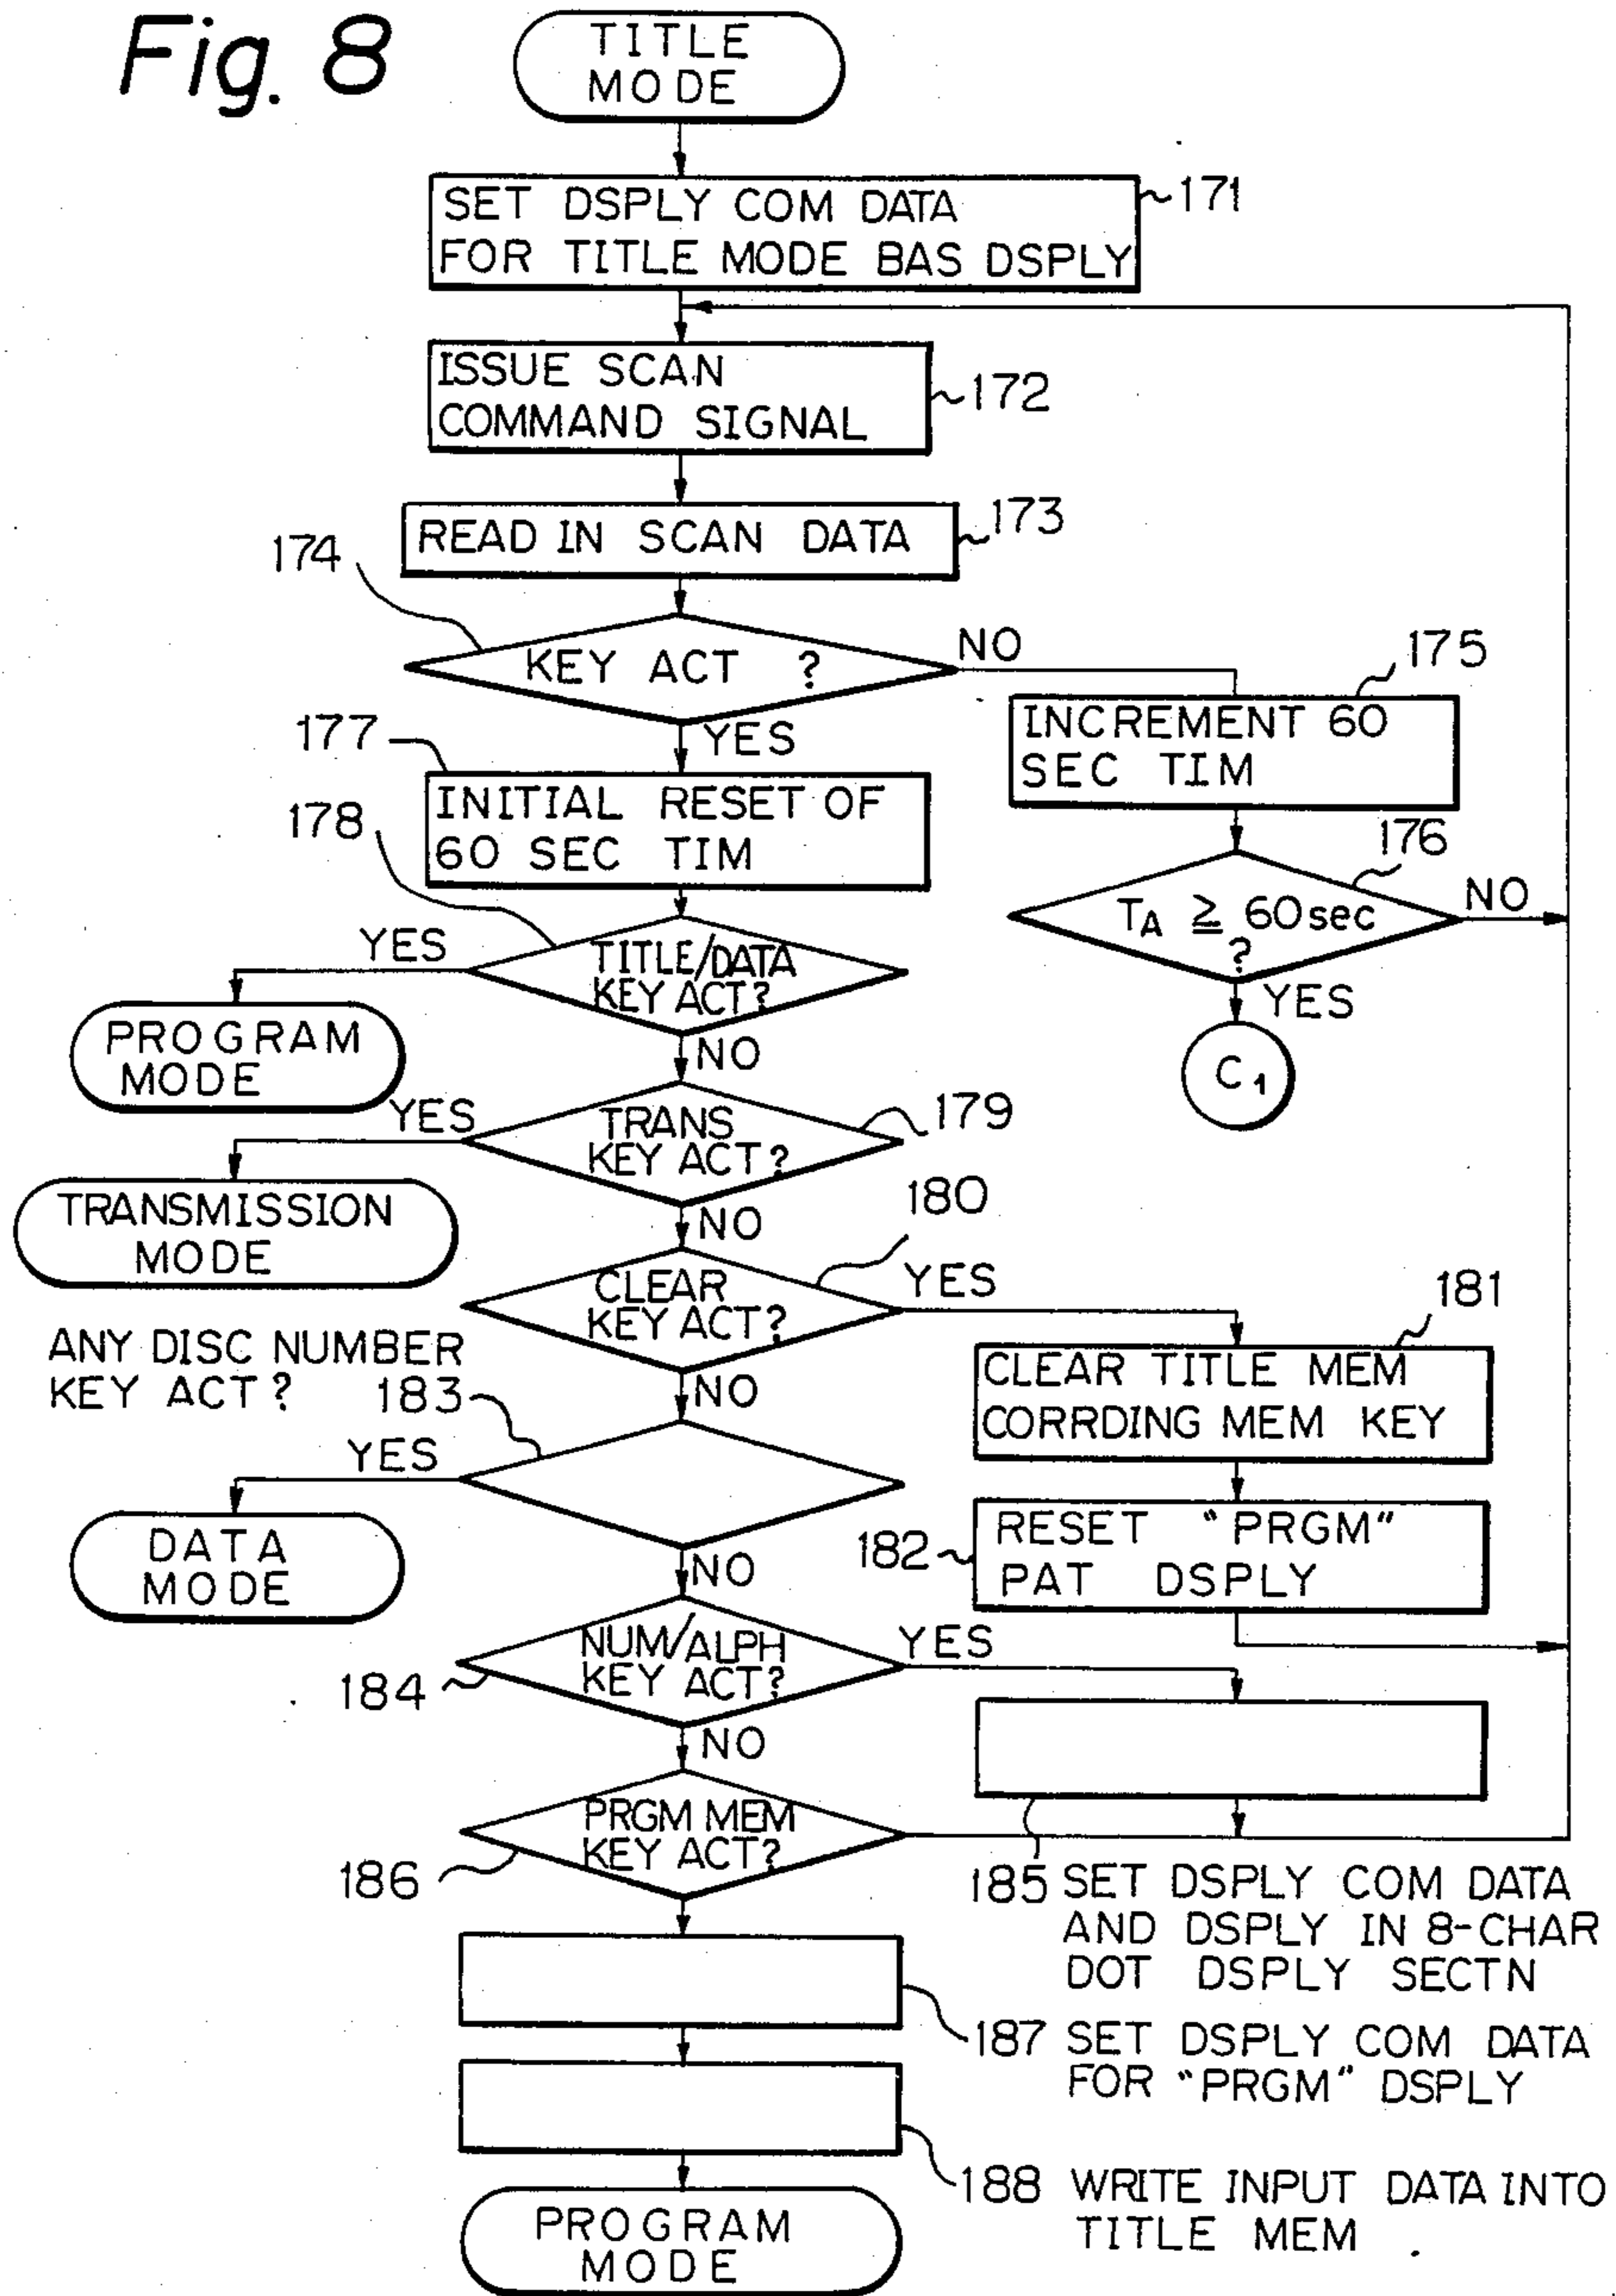 Fig. 8
TITLE
MODE
SET DSPLY COM DATA
FOR TITLE MODE BAS DSPLY
171
ISSUE SCAN
COMMAND SIGNAL
172
READ IN SCAN DATA
173
174
KEY ACT ?
NO
175
YES
177
INCREMENT 60
SEC TIM
INITIAL RESET OF
60 SEC TIM
178
176
TA ≧ 60sec
?
NO
YES
TITLE/DATA
KEY ACT?
YES
C1
PROGRAM
MODE
NO
YES
TRANS
KEY ACT?
179
TRANSMISSION
MODE
NO
180
CLEAR
KEY ACT?
YES
181
ANY DISC NUMBER
KEY ACT?
183
NO
CLEAR TITLE MEM
CORRDING MEM KEY
YES
DATA
MODE
182
RESET "PRGM"
PAT DSPLY
NO
NUM/ALPH
KEY ACT?
YES
184
NO
PRGM MEM
KEY ACT?
186
185 SET DSPLY COM DATA
AND DSPLY IN 8-CHAR
DOT DSPLY SECTN
187 SET DSPLY COM DATA
FOR "PRGM" DSPLY
188 WRITE INPUT DATA INTO
TITLE MEM
PROGRAM
MODE